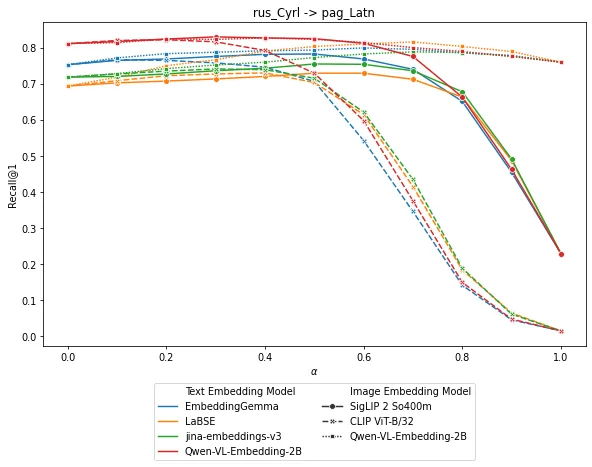 rus_Cyrl -> pag_Latn
Recall@1
0.8
0.7
0.6
0.5
0.4
0.3
0.2
0.1
0.0
0.0 0.2 0.4 0.6 0.8 1.0
α
Text Embedding Model Image Embedding Model
EmbeddingGemma SigLIP 2 So400m
LaBSE CLIP ViT-B/32
jina-embeddings-v3 Qwen-VL-Embedding-2B
Qwen-VL-Embedding-2B